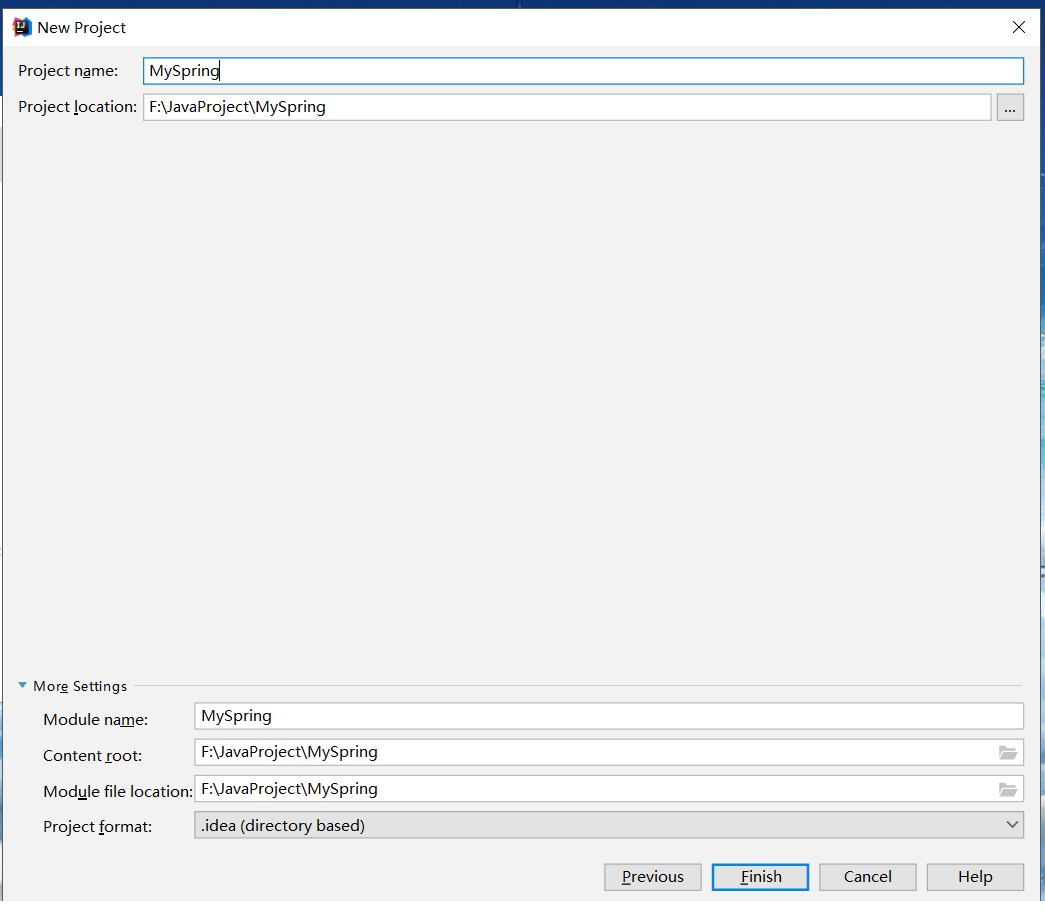 New Project
Project name: MySpring
Project location: F:\JavaProject\MySpring ...
More Settings
Module name: MySpring
Content root: F:\JavaProject\MySpring
Module file location: F:\JavaProject\MySpring
Project format: .idea (directory based)
Previous Finish Cancel Help